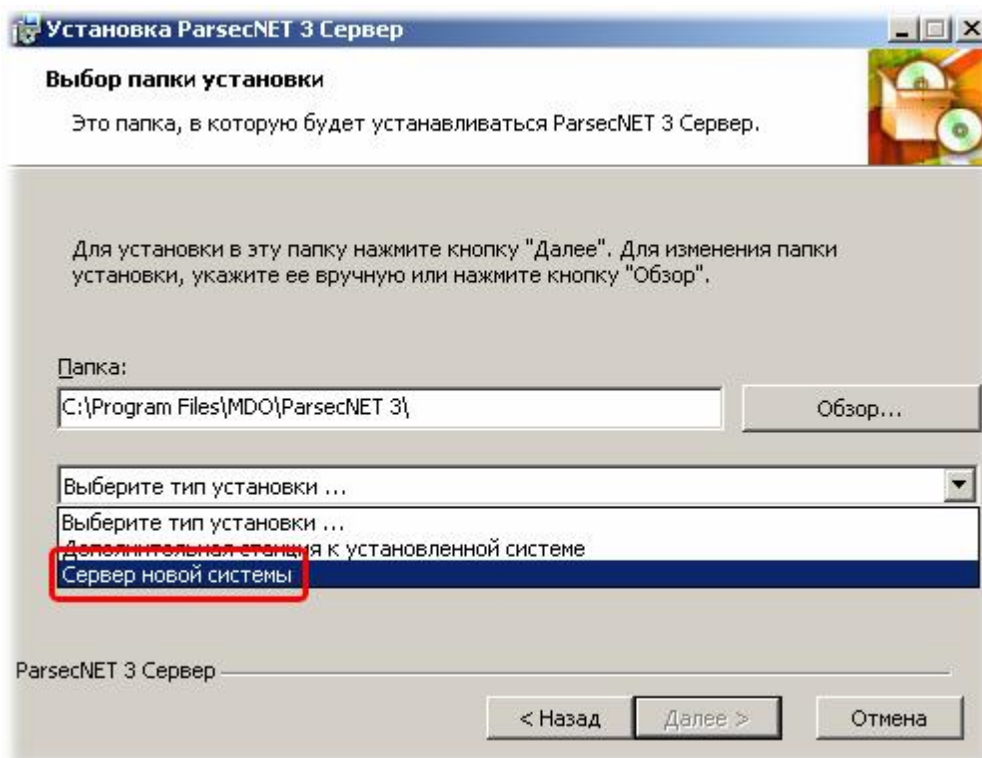 Установка ParsecNET 3 Сервер
Выбор папки установки
Это папка, в которую будет устанавливаться ParsecNET 3 Сервер.
Для установки в эту папку нажмите кнопку "Далее". Для изменения папки
установки, укажите ее вручную или нажмите кнопку "Обзор".
Папка:
C:\Program Files\MDO\ParsecNET 3\
Обзор...
Выберите тип установки ...
Выберите тип установки ...
Дополнительная станция к установленной системе
Сервер новой системы
ParsecNET 3 Сервер
< Назад
Далее >
Отмена